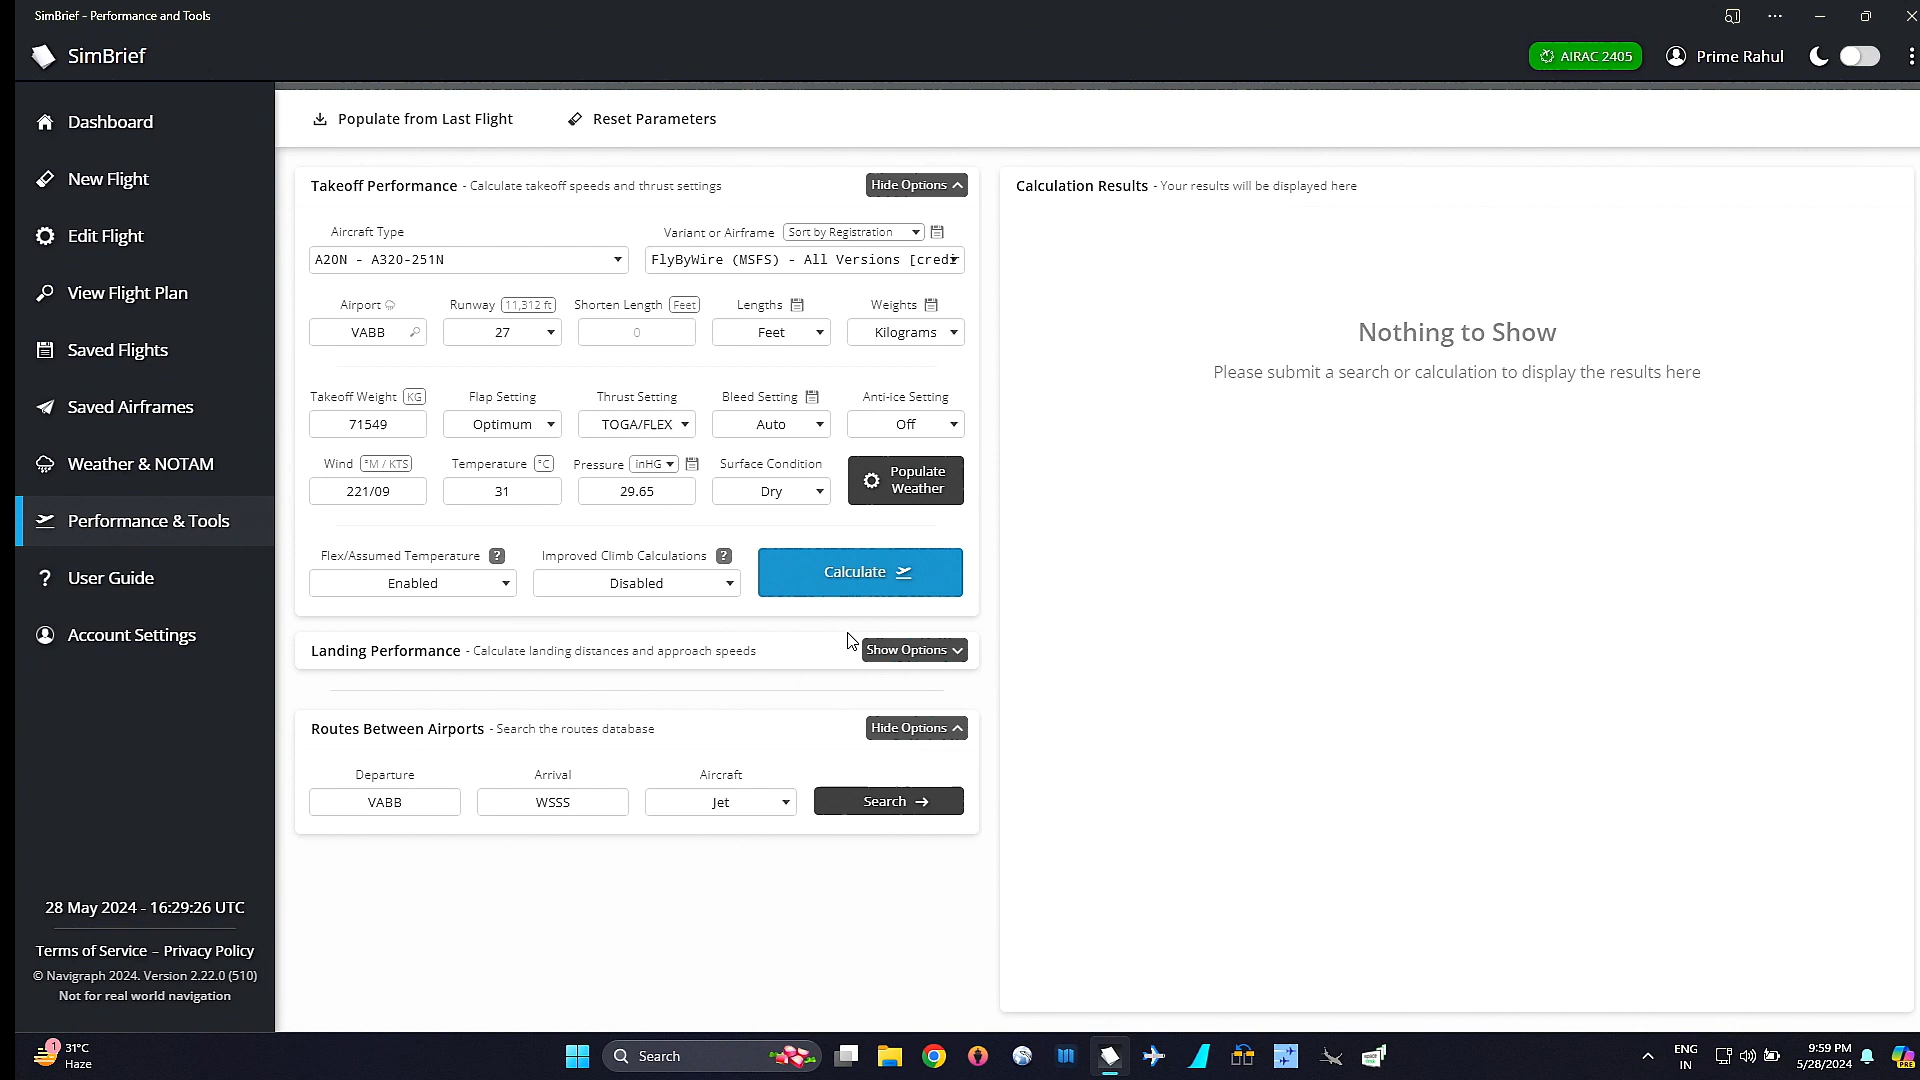 SimBrief - Performance and Tools
SimBrief
AIRAC 2405
Prime Rahul
Dashboard
New Flight
Edit Flight
View Flight Plan
Saved Flights
Saved Airframes
Weather & NOTAM
Performance & Tools
User Guide
Account Settings
28 May 2024 - 16:29:26 UTC
Terms of Service – Privacy Policy
© Navigraph 2024. Version 2.22.0 (510)
Not for real world navigation
Populate from Last Flight
Reset Parameters
Takeoff Performance - Calculate takeoff speeds and thrust settings
Hide Options
Aircraft Type
Variant or Airframe Sort by Registration
A20N - A320-251N
FlyByWire (MSFS) - All Versions [credi
Airport Runway 11,312 ft Shorten Length Feet Lengths Weights
VABB 27 0 Feet Kilograms
Takeoff Weight KG Flap Setting Thrust Setting Bleed Setting Anti-ice Setting
71549 Optimum TOGA/FLEX Auto Off
Wind °M / KTS Temperature °C Pressure inHG Surface Condition
221/09 31 29.65 Dry
Populate
Weather
Flex/Assumed Temperature ? Improved Climb Calculations ?
Enabled Disabled
Calculate
Landing Performance - Calculate landing distances and approach speeds
Show Options
Routes Between Airports - Search the routes database
Hide Options
Departure Arrival Aircraft
VABB WSSS Jet
Search
Calculation Results - Your results will be displayed here
Nothing to Show
Please submit a search or calculation to display the results here
1
31°C
Haze
Search
ENG
IN
9:59 PM
5/28/2024
PRE